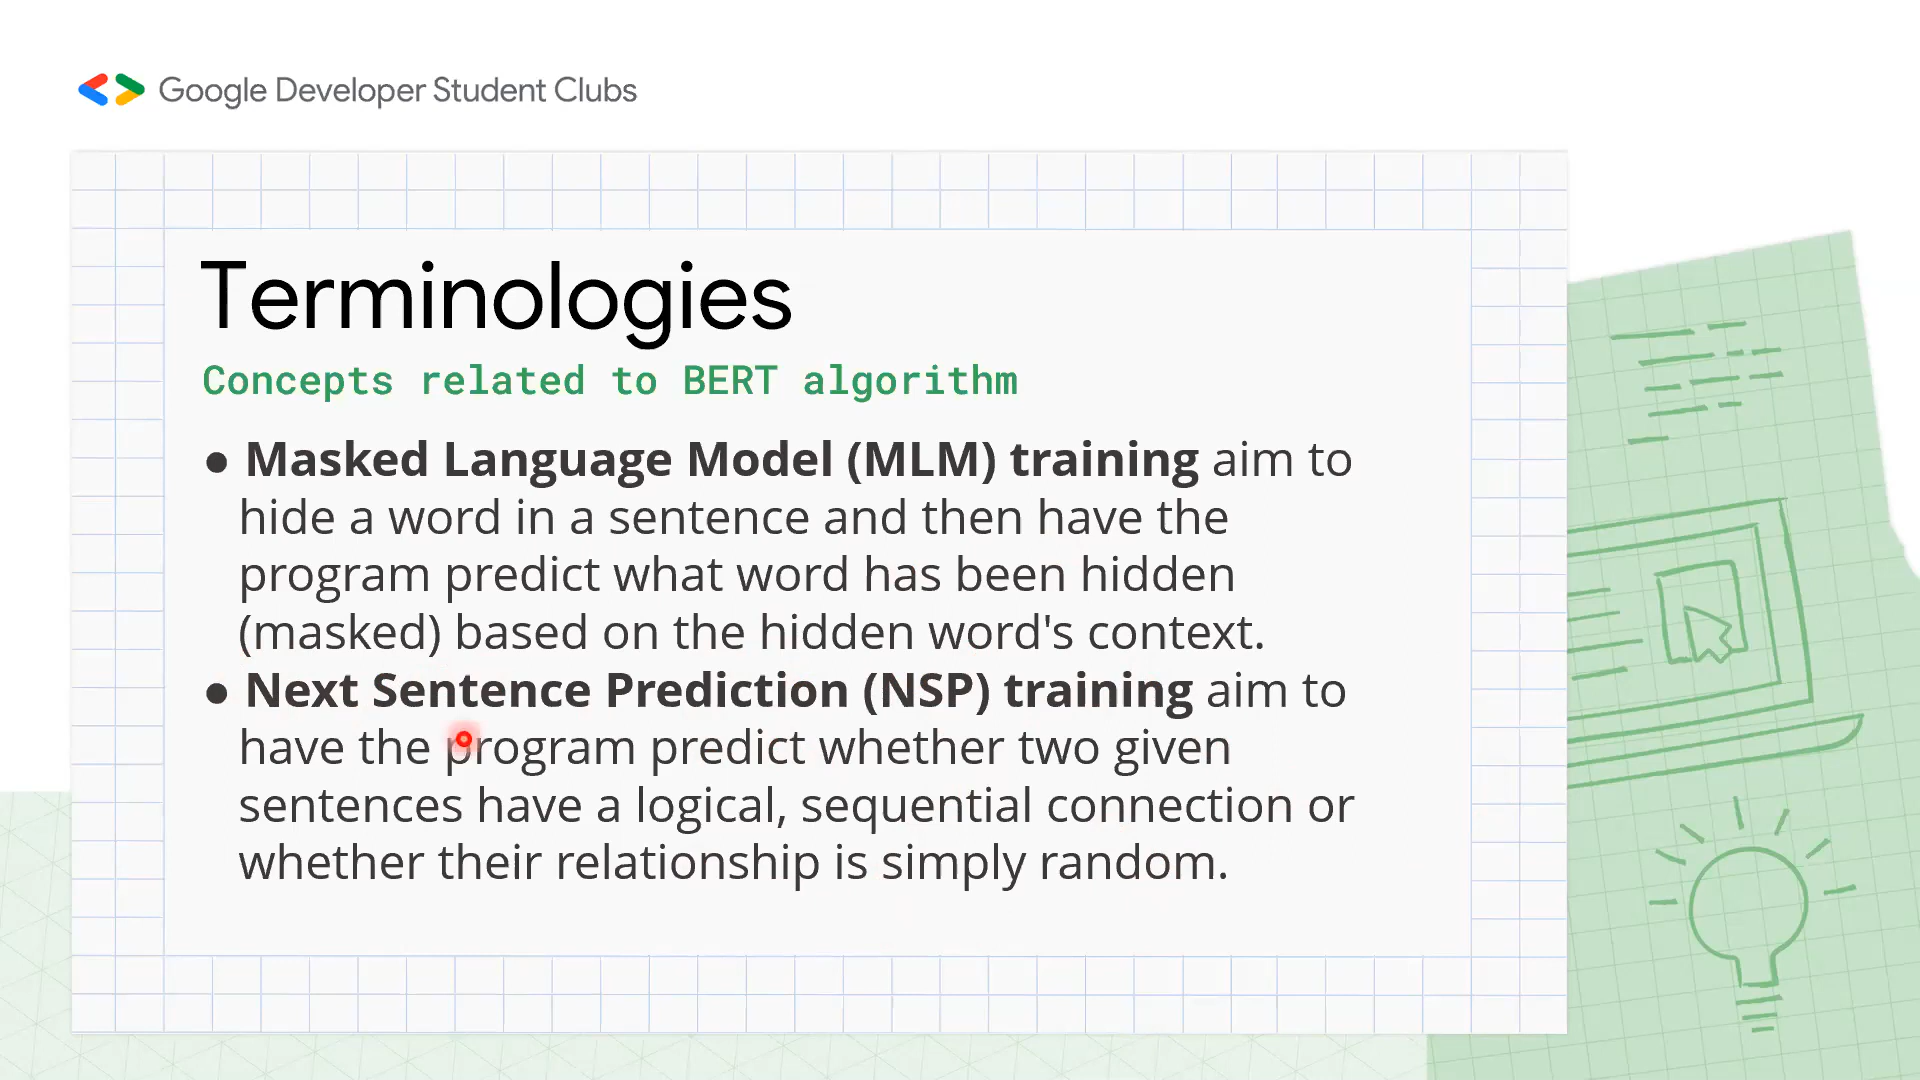 Google Developer Student Clubs
Terminologies
Concepts related to BERT algorithm
● Masked Language Model (MLM) training aim to
hide a word in a sentence and then have the
program predict what word has been hidden
(masked) based on the hidden word's context.
● Next Sentence Prediction (NSP) training aim to
have the program predict whether two given
sentences have a logical, sequential connection or
whether their relationship is simply random.